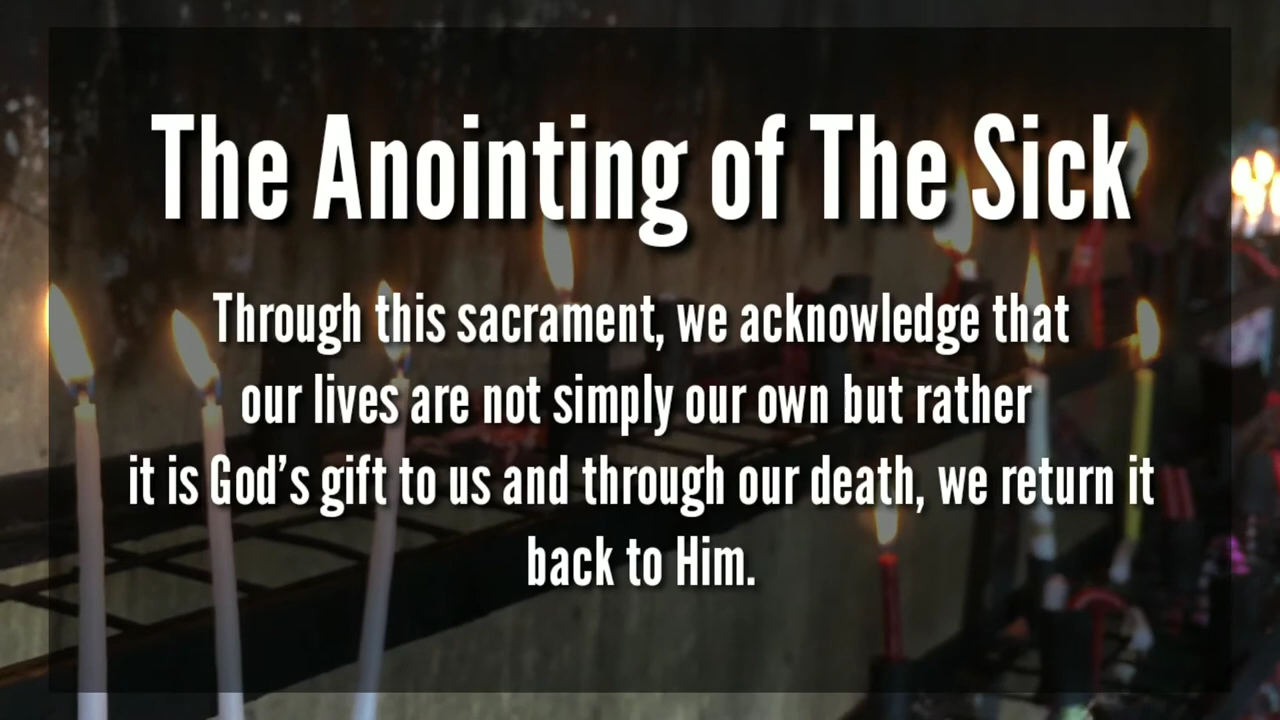 The Anointing of The Sick
Through this sacrament, we acknowledge that
our lives are not simply our own but rather
it is God’s gift to us and through our death, we return it
back to Him.